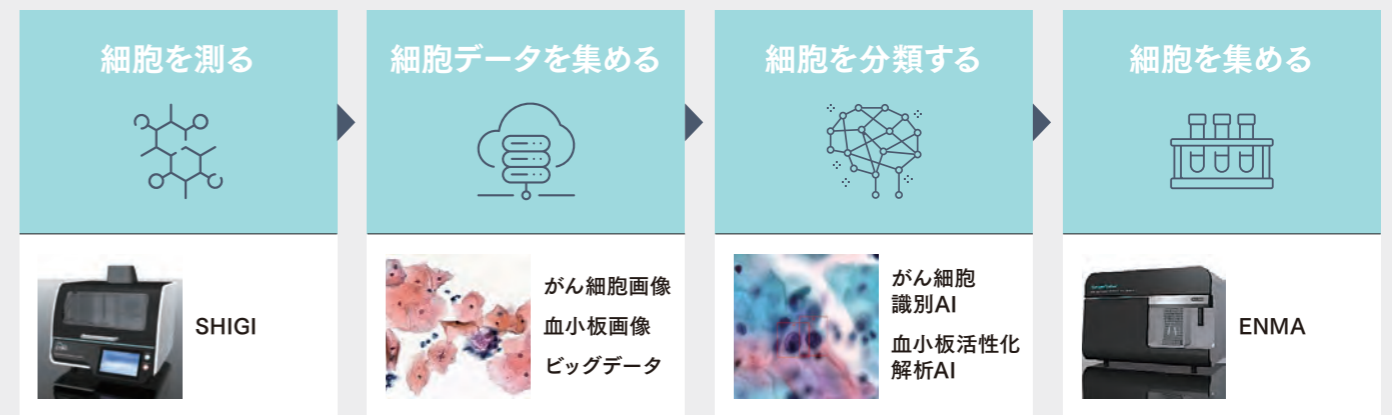 細胞を測る
細胞データを集める
細胞を分類する
細胞を集める
SHIGI
がん細胞画像
血小板画像
ビッグデータ
がん細胞
識別AI
血小板活性化
解析AI
ENMA